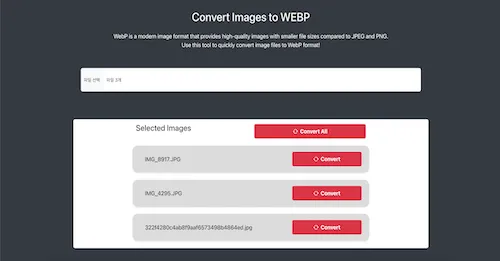 Convert Images to WEBP
WebP is a modern image format that provides high-quality images with smaller file sizes compared to JPEG and PNG.
Use this tool to quickly convert image files to WebP format!
파일 선택 파일 3개
Selected Images
Convert All
IMG_8917.JPG
Convert
IMG_4295.JPG
Convert
322f4280c4ab8f9aaf6573498b4864ed.jpg
Convert